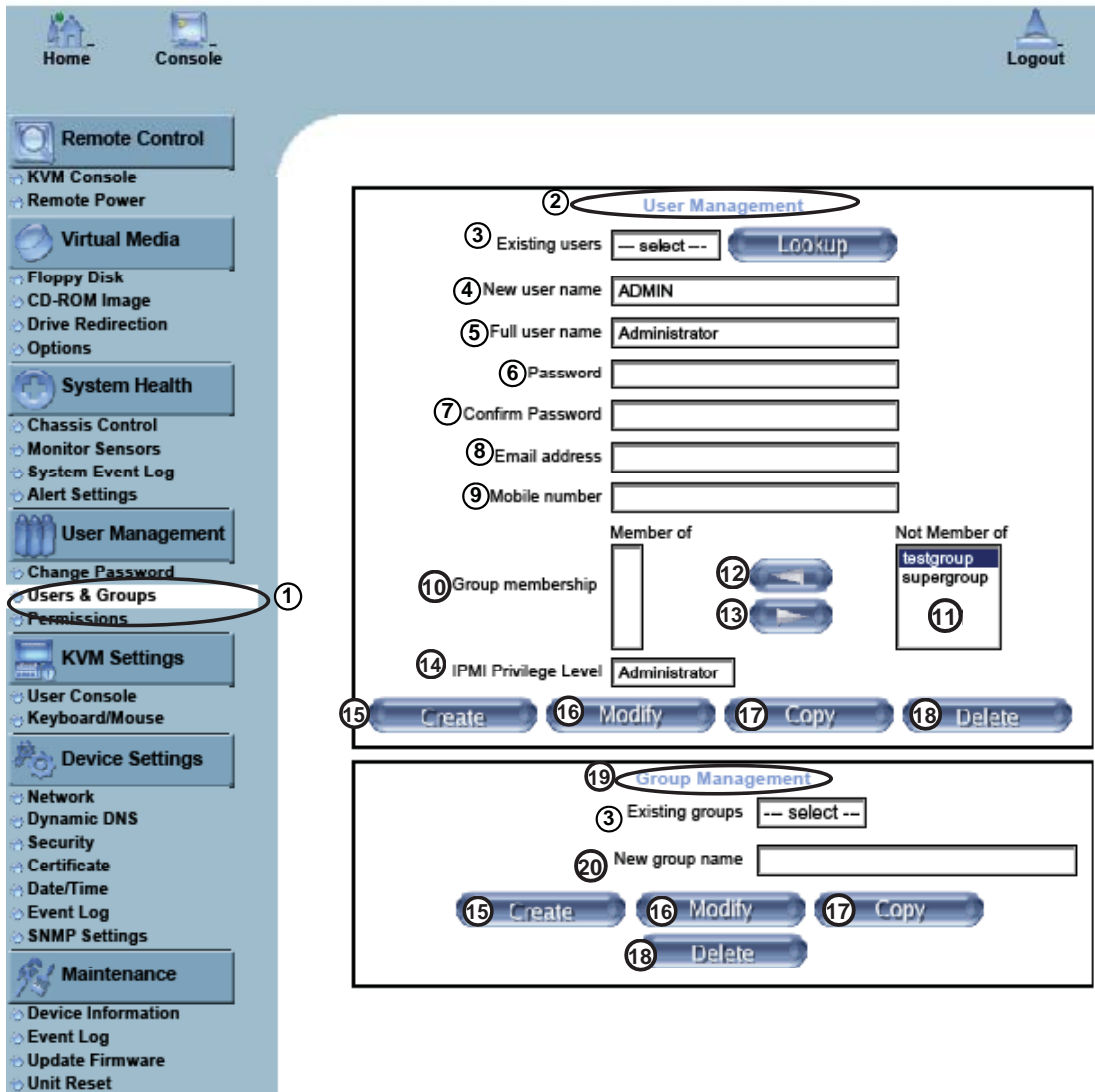 Home
Console
Logout
Remote Control
KVM Console
Remote Power
Virtual Media
Floppy Disk
CD-ROM Image
Drive Redirection
Options
System Health
Chassis Control
Monitor Sensors
System Event Log
Alert Settings
User Management
Change Password
Users & Groups
1
Permissions
KVM Settings
User Console
Keyboard/Mouse
Device Settings
Network
Dynamic DNS
Security
Certificate
Date/Time
Event Log
SNMP Settings
Maintenance
Device Information
Event Log
Update Firmware
Unit Reset
2 User Management
3 Existing users --- select --- Lookup
4 New user name ADMIN
5 Full user name Administrator
6 Password
7 Confirm Password
8 Email address
9 Mobile number
Member of Not Member of
10 Group membership
12
13
testgroup
supergroup
11
14 IPMI Privilege Level Administrator
15 Create 16 Modify 17 Copy 18 Delete
19 Group Management
3 Existing groups --- select ---
20 New group name
15 Create 16 Modify 17 Copy
18 Delete